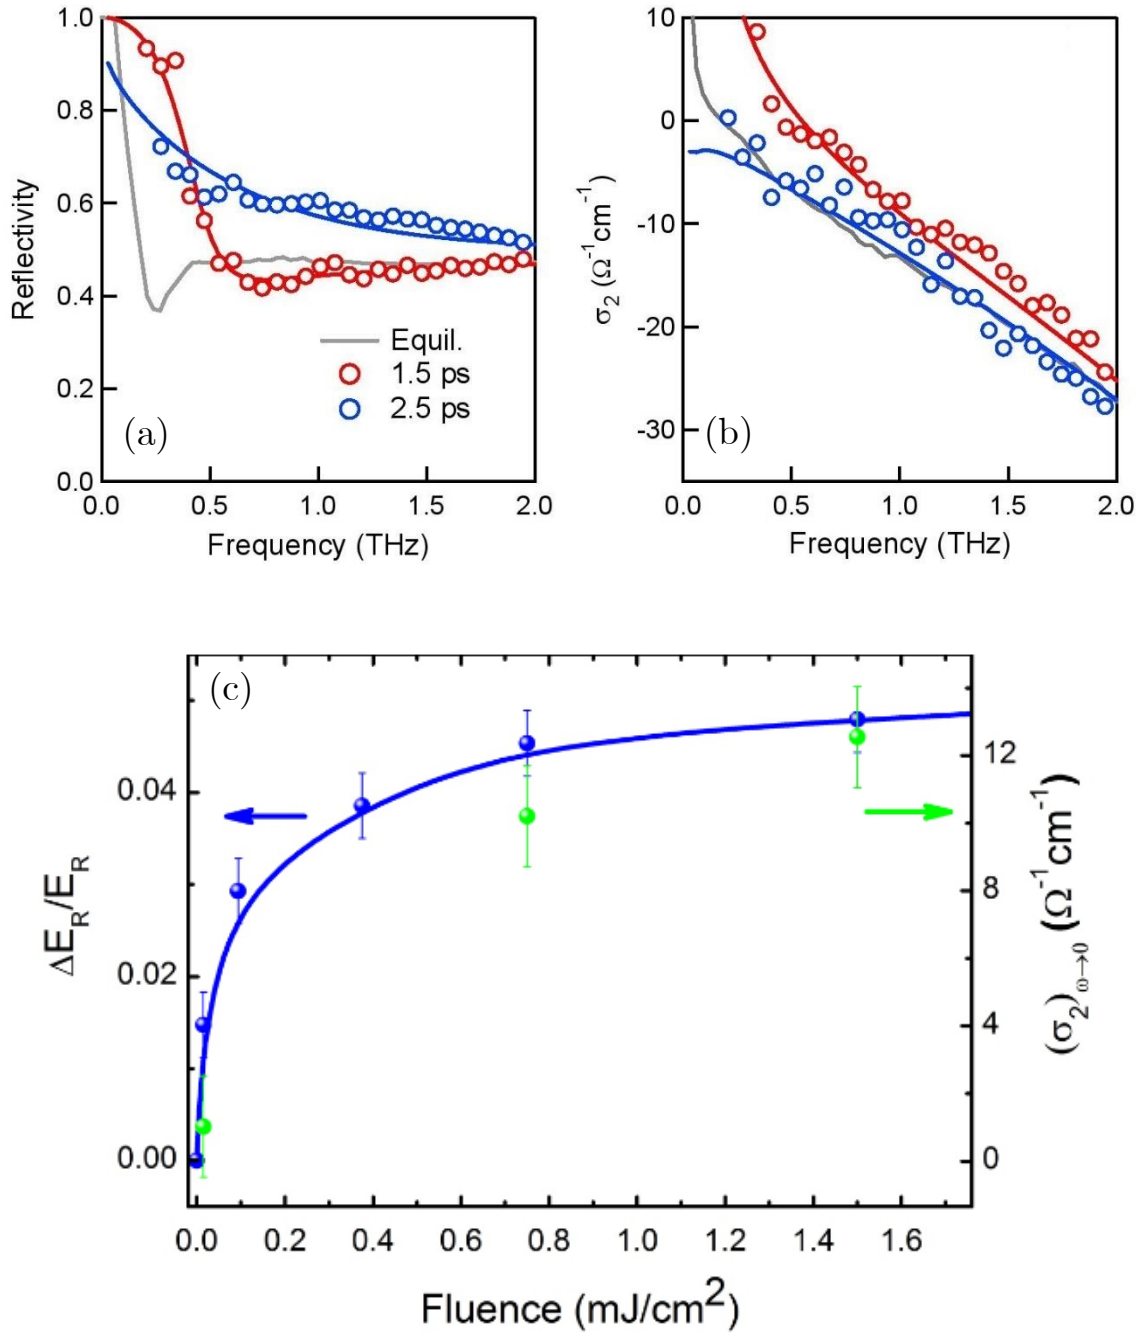 1.0
0.8
0.6
0.4
0.2
0.0
Reflectivity
Equil.
1.5 ps
2.5 ps
(a)
0.0 0.5 1.0 1.5 2.0
Frequency (THz)
10
0
-10
-20
-30
σ₂ (Ω⁻¹cm⁻¹)
(b)
0.0 0.5 1.0 1.5 2.0
Frequency (THz)
(c)
0.04
0.02
0.00
ΔE_R/E_R
12
8
4
0
(σ₂)_ω→0 (Ω⁻¹cm⁻¹)
0.0 0.2 0.4 0.6 0.8 1.0 1.2 1.4 1.6
Fluence (mJ/cm²)